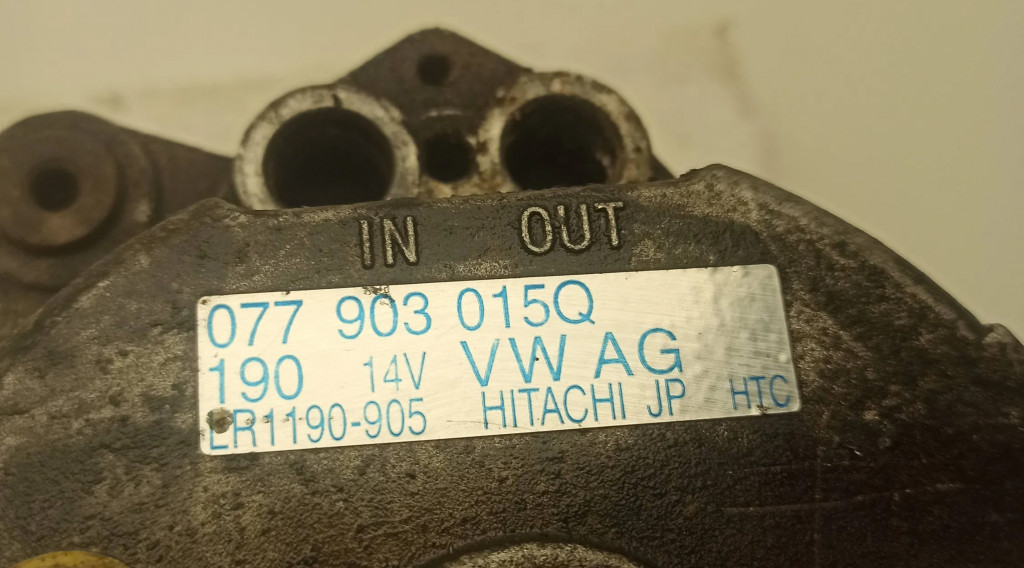 IN OUT
077 903 015Q
190 14V VW AG
LR1190-905 HITACHI JP HTC